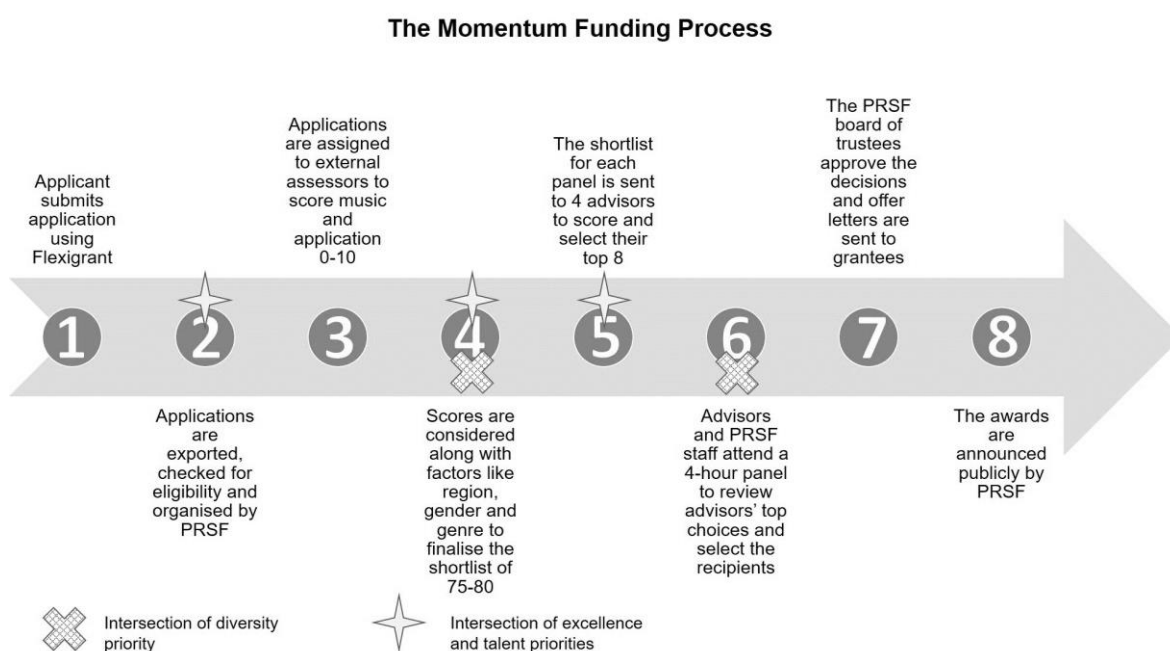 The Momentum Funding Process
Applicant
submits
application
using
Flexigrant
Applications
are assigned
to external
assessors to
score music
and
application
0-10
The shortlist
for each
panel is sent
to 4 advisors
to score and
select their
top 8
The PRSF
board of
trustees
approve the
decisions
and offer
letters are
sent to
grantees
1
2
3
4
5
6
7
8
Applications
are
exported,
checked for
eligibility and
organised by
PRSF
Scores are
considered
along with
factors like
region,
gender and
genre to
finalise the
shortlist of
75-80
Advisors
and PRSF
staff attend a
4-hour panel
to review
advisors’ top
choices and
select the
recipients
The awards
are
announced
publicly by
PRSF
Intersection of diversity
priority
Intersection of excellence
and talent priorities